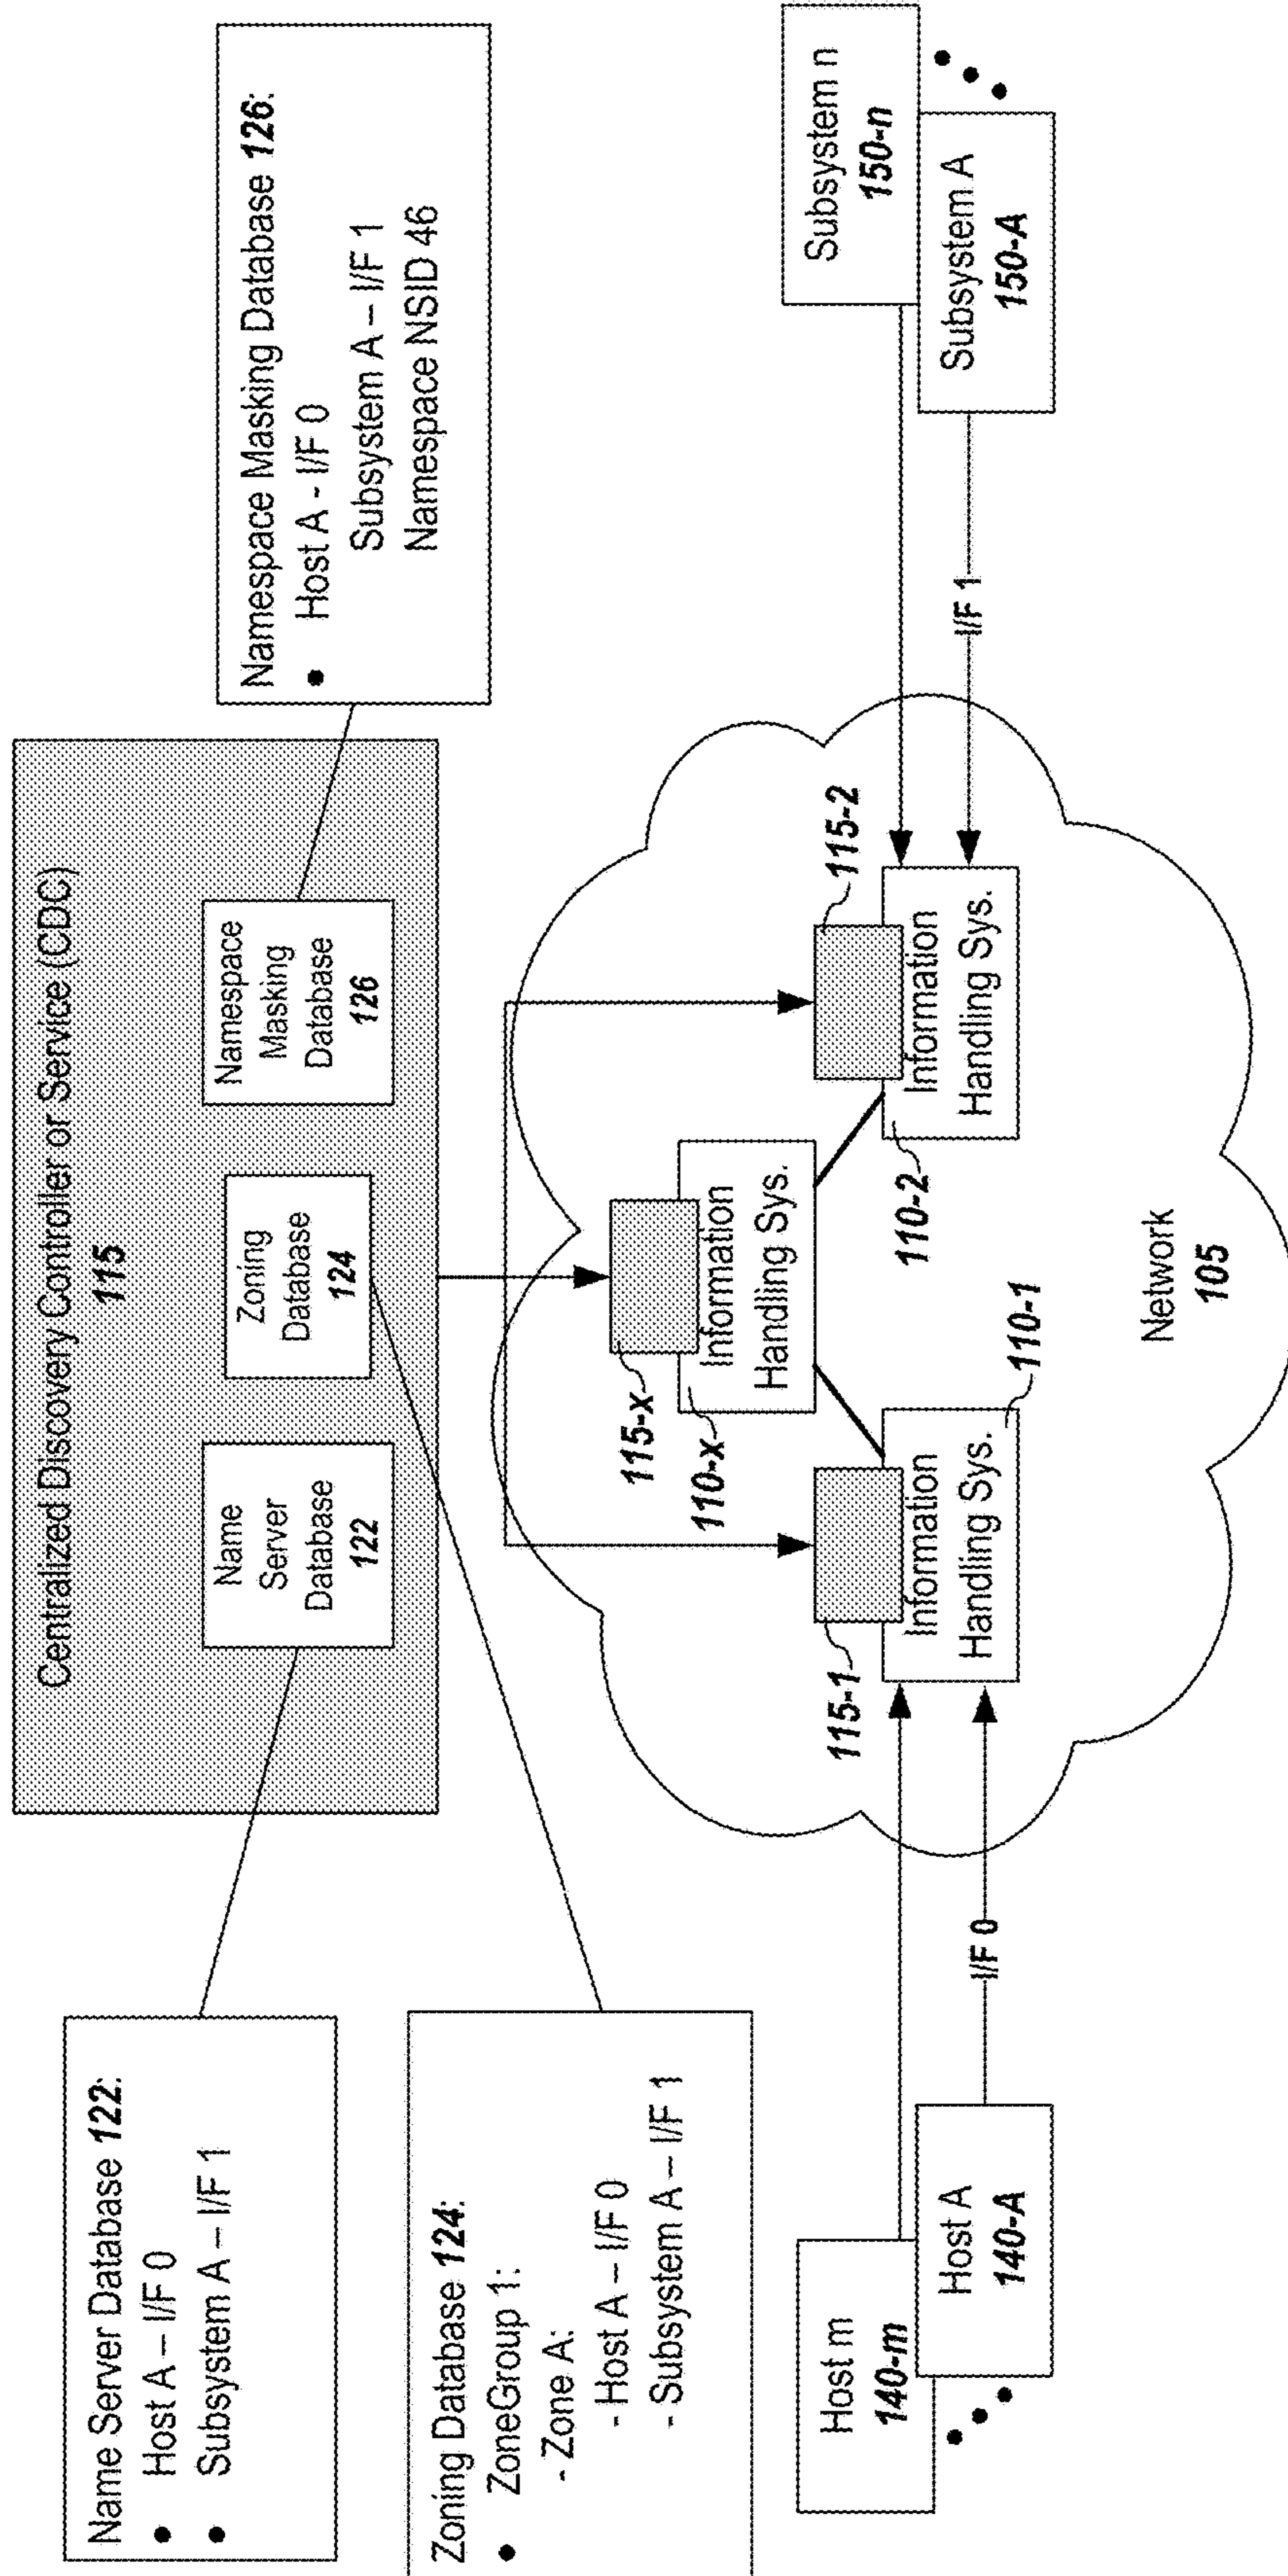 Centralized Discovery Controller or Service (CDC)
115
Name
Server
Database
122
Zoning
Database
124
Namespace
Masking
Database
126
Name Server Database 122:
• Host A – I/F 0
• Subsystem A – I/F 1
Zoning Database 124:
• ZoneGroup 1:
- Zone A:
- Host A – I/F 0
- Subsystem A – I/F 1
Namespace Masking Database 126:
• Host A - I/F 0
Subsystem A – I/F 1
Namespace NSID 46
115-x
110-x
Information
Handling Sys.
115-1
Information
Handling Sys.
110-1
115-2
Information
Handling Sys.
110-2
Network
105
Host m
140-m
Host A
140-A
I/F 0
I/F 1
Subsystem n
150-n
Subsystem A
150-A